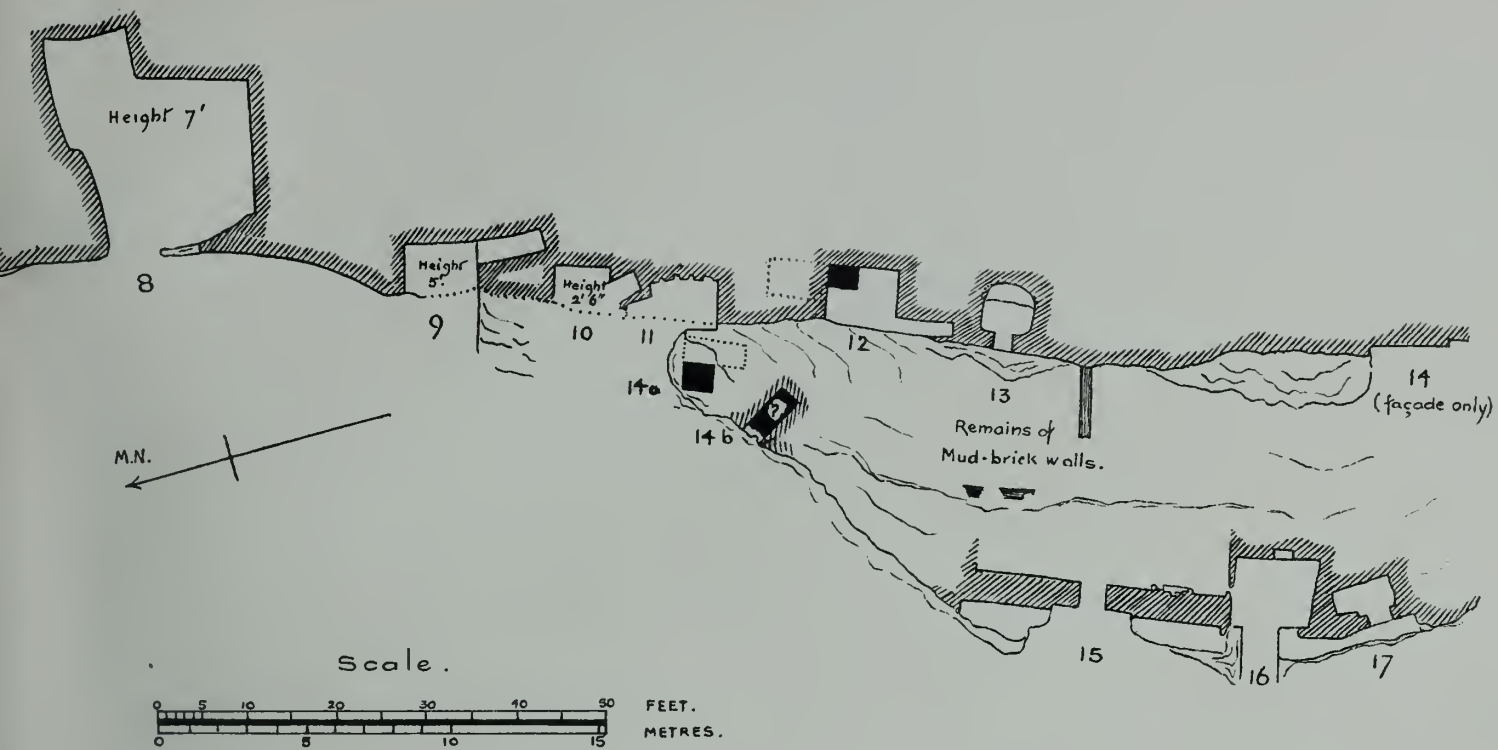 Height 7'
8
Height
5'.
9
Height
2' 6"
10
11
12
13
14
(façade only)
14a
14b
?
Remains of
Mud-brick walls.
M.N.
15
16
17
Scale.
0 5 10 20 30 40 50 FEET.
0 5 10 15 METRES.